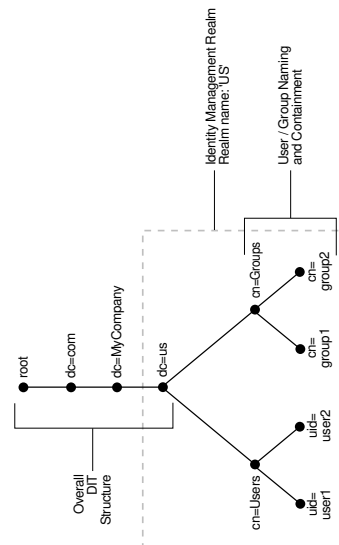 root
dc=com
dc=MyCompany
dc=us
Overall
DIT
Structure
Identity Management Realm
Realm name: 'US'
User / Group Naming
and Containment
cn=Users
cn=Groups
uid=
user1
uid=
user2
cn=
group1
cn=
group2